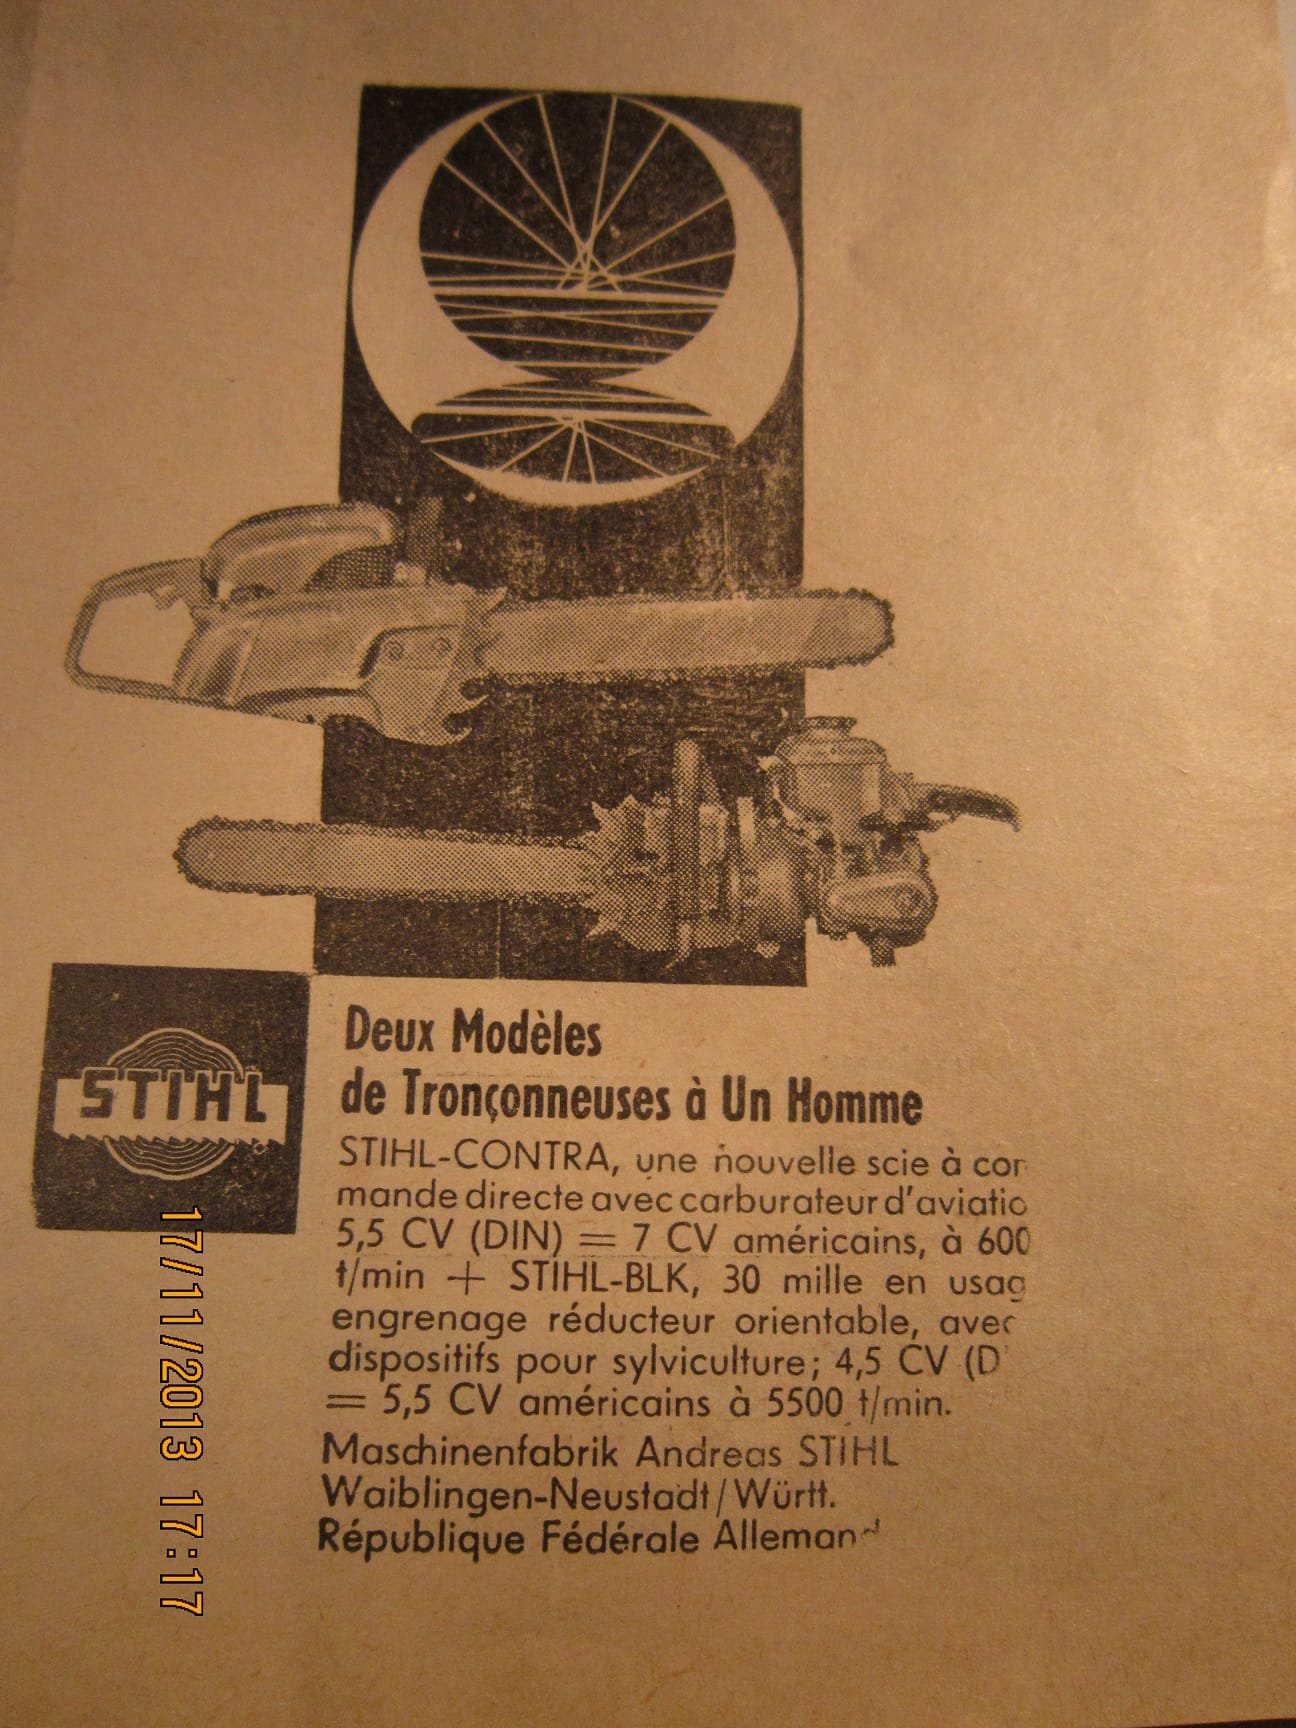 STIHL
Deux Modèles
de Tronçonneuses à Un Homme
STIHL-CONTRA, une nouvelle scie à com
mande directe avec carburateur d'aviatio
5,5 CV (DIN) = 7 CV américains, à 600
t/min + STIHL-BLK, 30 mille en usag
engrenage réducteur orientable, avec
dispositifs pour sylviculture; 4,5 CV (D
= 5,5 CV américains à 5500 t/min.
Maschinenfabrik Andreas STIHL
Waiblingen-Neustadt/Württ.
République Fédérale Alleman
17/11/2013 17:17